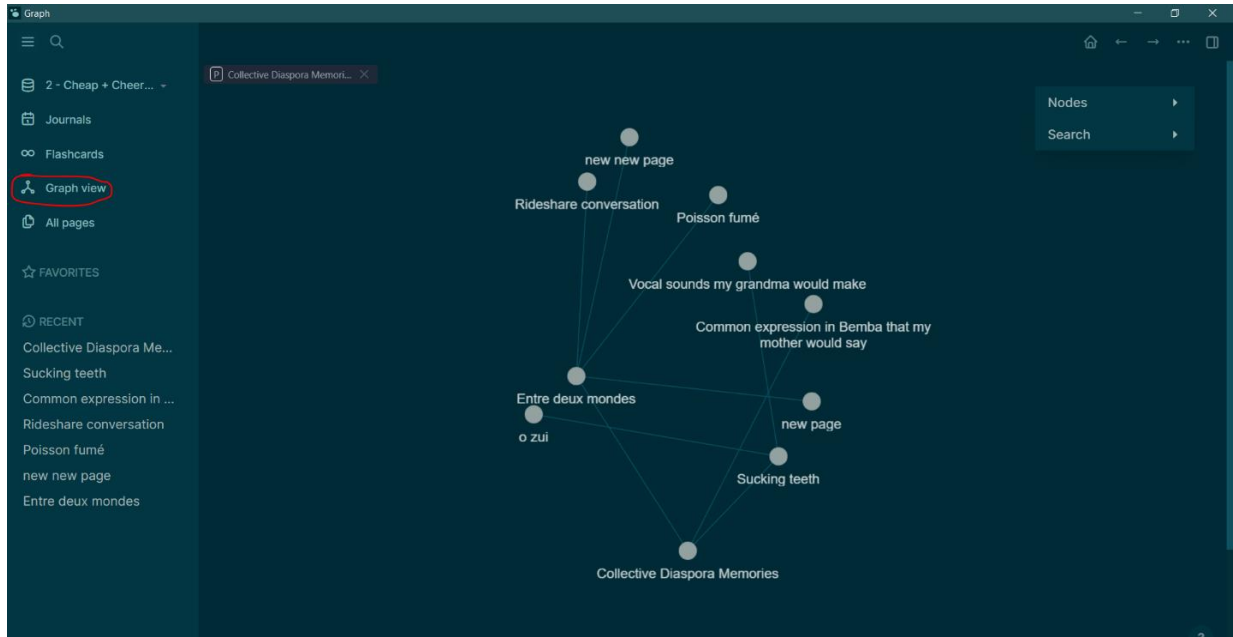 Graph
2 - Cheap + Cheer...
Journals
Flashcards
Graph view
All pages
FAVORITES
RECENT
Collective Diaspora Me...
Sucking teeth
Common expression in ...
Rideshare conversation
Poisson fumé
new new page
Entre deux mondes
P Collective Diaspora Memori...
Nodes
Search
new new page
Rideshare conversation
Poisson fumé
Vocal sounds my grandma would make
Common expression in Bemba that my
mother would say
Entre deux mondes
new page
o zui
Sucking teeth
Collective Diaspora Memories